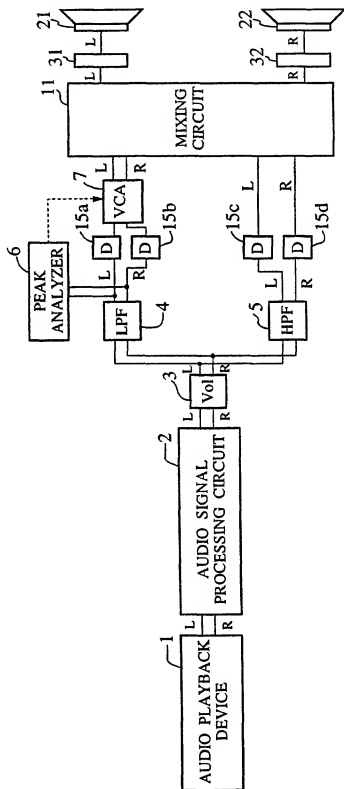 1
AUDIO PLAYBACK
DEVICE
L
R
2
AUDIO SIGNAL
PROCESSING CIRCUIT
L
R
3
Vol
L
R
6
PEAK
ANALYZER
LPF
4
HPF
5
L
R
L
R
15a
D
D
15b
15c
D
D
15d
7
VCA
L
R
L
R
11
MIXING
CIRCUIT
L
31
L
21
R
32
R
22